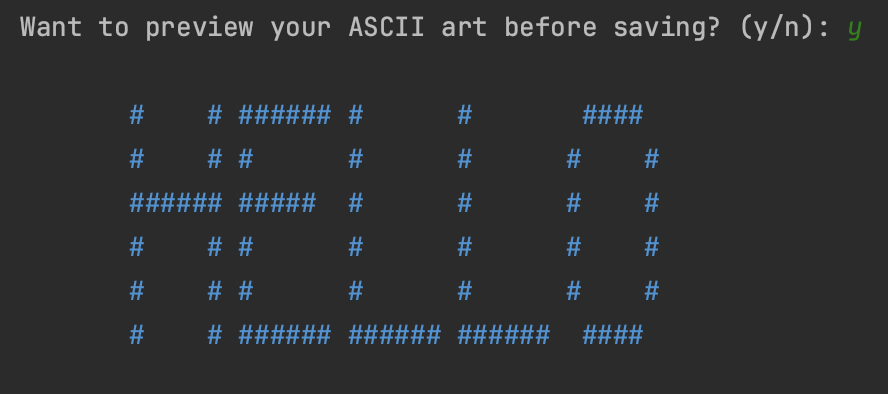 Want to preview your ASCII art before saving? (y/n): y
       #    # ###### #      #       ####
       #    # #      #      #      #    #
       ###### #####  #      #      #    #
       #    # #      #      #      #    #
       #    # #      #      #      #    #
       #    # ###### ###### ######  ####